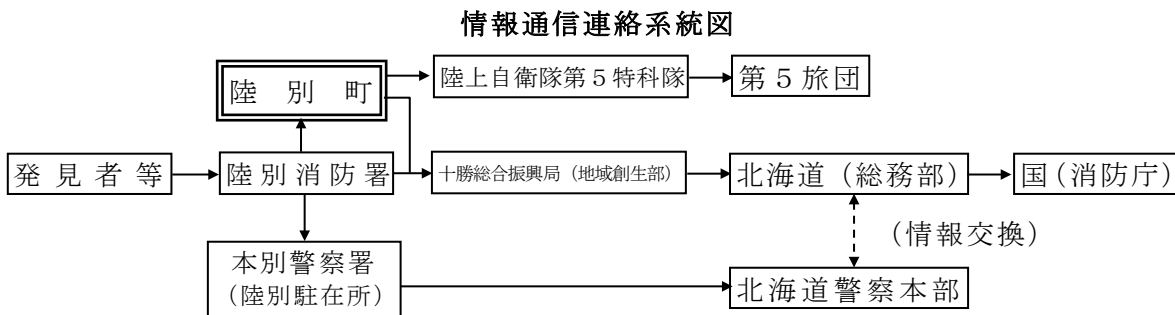 情報通信連絡系統図
陸別町
陸上自衛隊第５特科隊
第５旅団
発見者等
陸別消防署
十勝総合振興局（地域創生部）
北海道（総務部）
国（消防庁）
（情報交換）
本別警察署
（陸別駐在所）
北海道警察本部